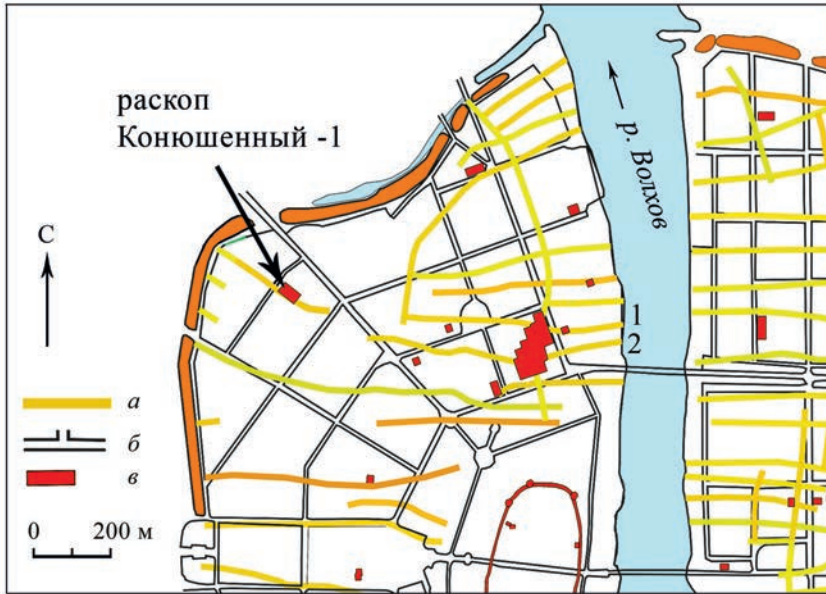 раскоп
Конюшенный -1
р. Волхов
С
1
2
а
б
в
0 200 м